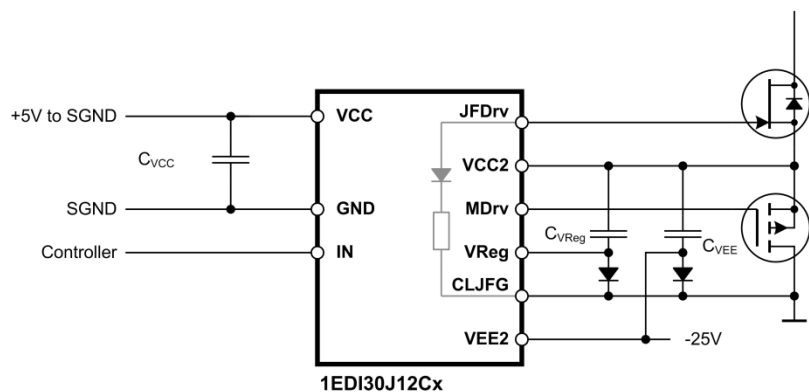 +5V to SGND
CVCC
SGND
Controller
VCC
GND
IN
JFDrv
VCC2
MDrv
VReg
CLJFG
VEE2
CVReg
CVEE
-25V
1EDI30J12Cx